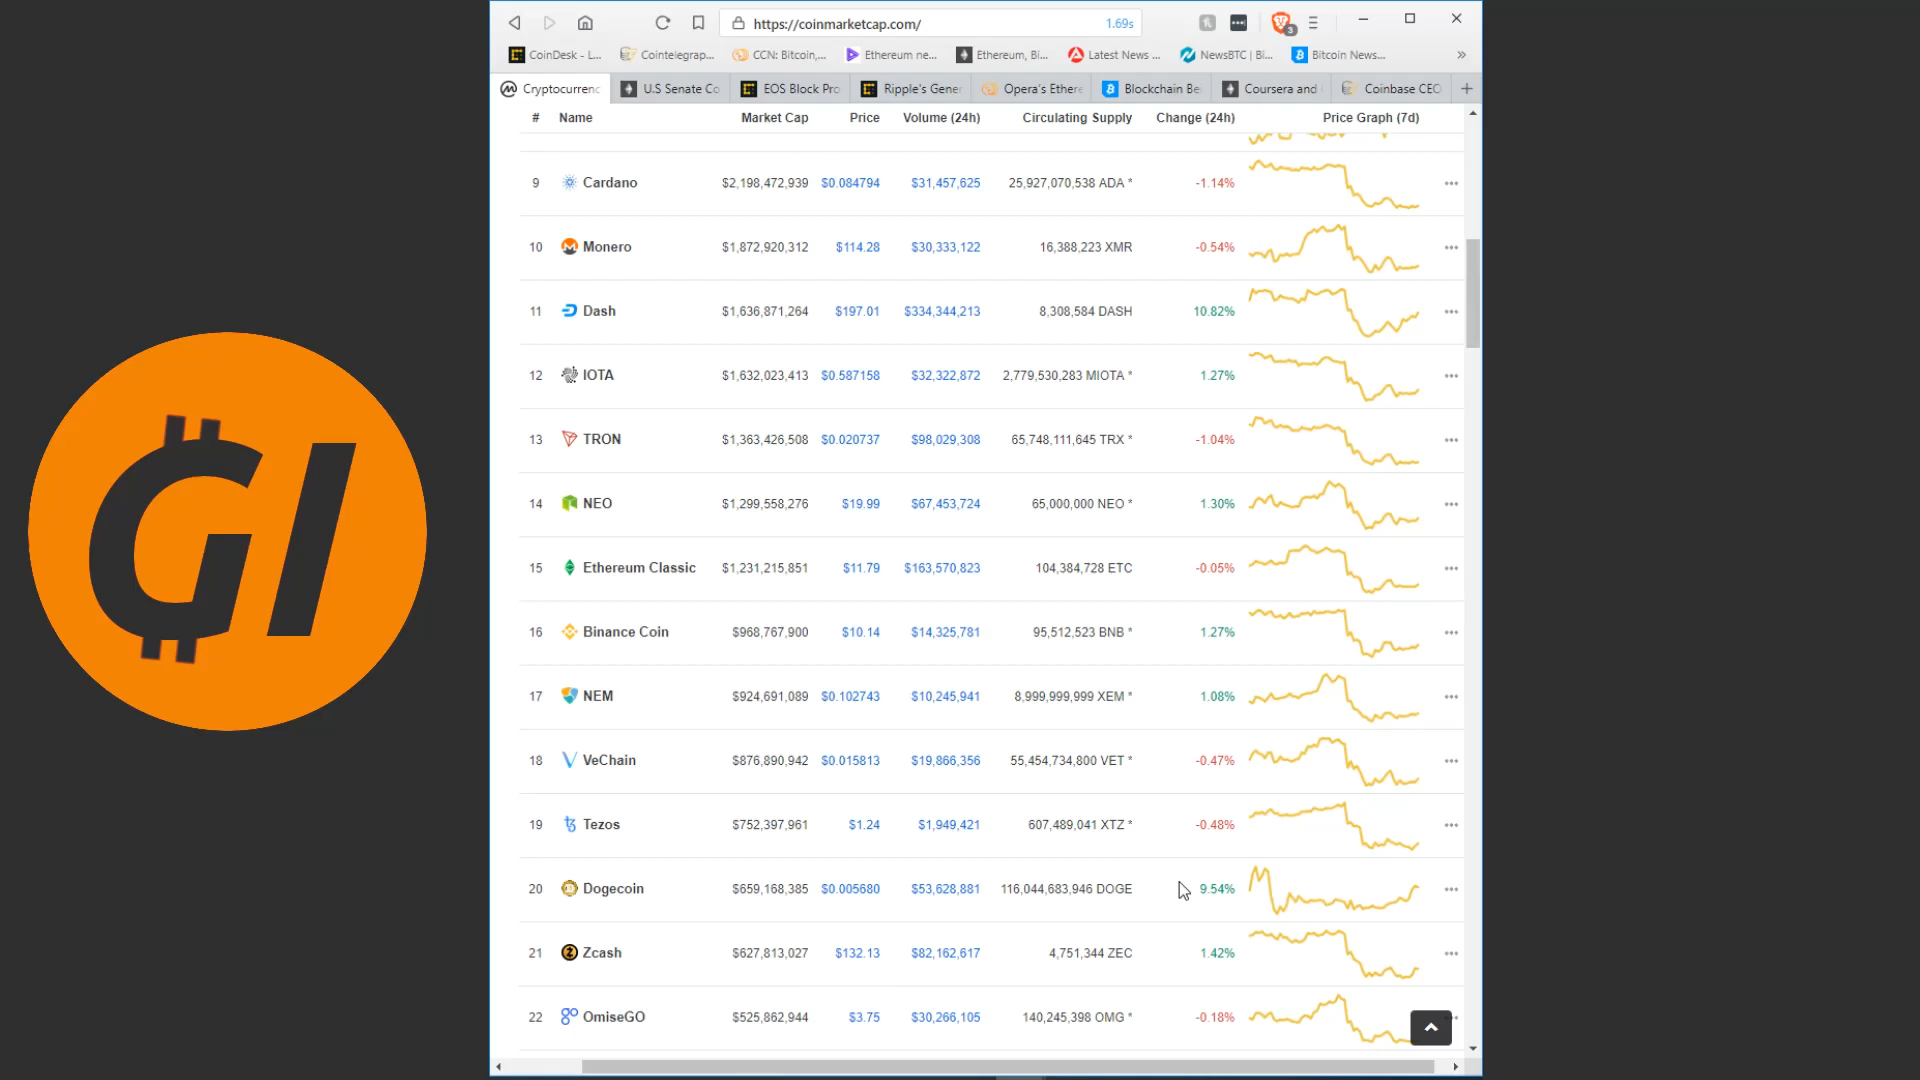 https://coinmarketcap.com/ 1.69s 3
CoinDesk - L... Cointelegrap... CCN: Bitcoin,... Ethereum ne... Ethereum, Bi... Latest News ... NewsBTC | Bi... Bitcoin News... »
Cryptocurrenc U.S Senate Co EOS Block Pro Ripple's Gener Opera's Ethere Blockchain Be Coursera and Coinbase CEO
# Name Market Cap Price Volume (24h) Circulating Supply Change (24h) Price Graph (7d)
9 Cardano $2,198,472,939 $0.084794 $31,457,625 25,927,070,538 ADA * -1.14%
10 Monero $1,872,920,312 $114.28 $30,333,122 16,388,223 XMR -0.54%
11 Dash $1,636,871,264 $197.01 $334,344,213 8,308,584 DASH 10.82%
12 IOTA $1,632,023,413 $0.587158 $32,322,872 2,779,530,283 MIOTA * 1.27%
13 TRON $1,363,426,508 $0.020737 $98,029,308 65,748,111,645 TRX * -1.04%
14 NEO $1,299,558,276 $19.99 $67,453,724 65,000,000 NEO * 1.30%
15 Ethereum Classic $1,231,215,851 $11.79 $163,570,823 104,384,728 ETC -0.05%
16 Binance Coin $968,767,900 $10.14 $14,325,781 95,512,523 BNB * 1.27%
17 NEM $924,691,089 $0.102743 $10,245,941 8,999,999,999 XEM * 1.08%
18 VeChain $876,890,942 $0.015813 $19,866,356 55,454,734,800 VET * -0.47%
19 Tezos $752,397,961 $1.24 $1,949,421 607,489,041 XTZ * -0.48%
20 Dogecoin $659,168,385 $0.005680 $53,628,881 116,044,683,946 DOGE 9.54%
21 Zcash $627,813,027 $132.13 $82,162,617 4,751,344 ZEC 1.42%
22 OmiseGO $525,862,944 $3.75 $30,266,105 140,245,398 OMG * -0.18%
GI